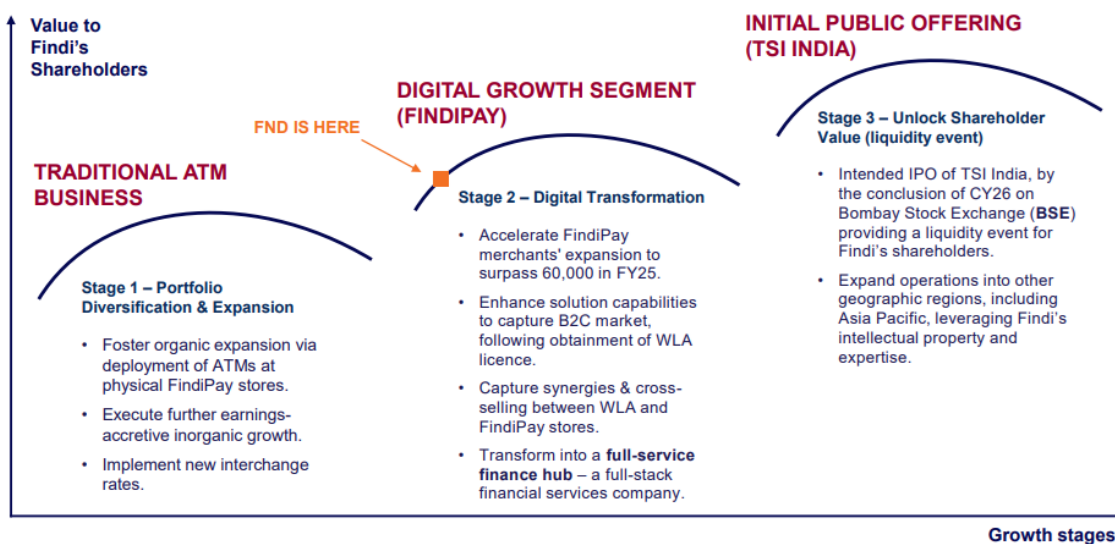 Value to
Findi's
Shareholders
TRADITIONAL ATM
BUSINESS
Stage 1 – Portfolio
Diversification & Expansion
• Foster organic expansion via
deployment of ATMs at
physical FindiPay stores.
• Execute further earnings-
accretive inorganic growth.
• Implement new interchange
rates.
FND IS HERE
DIGITAL GROWTH SEGMENT
(FINDIPAY)
Stage 2 – Digital Transformation
• Accelerate FindiPay
merchants' expansion to
surpass 60,000 in FY25.
• Enhance solution capabilities
to capture B2C market,
following obtainment of WLA
licence.
• Capture synergies & cross-
selling between WLA and
FindiPay stores.
• Transform into a full-service
finance hub – a full-stack
financial services company.
INITIAL PUBLIC OFFERING
(TSI INDIA)
Stage 3 – Unlock Shareholder
Value (liquidity event)
• Intended IPO of TSI India, by
the conclusion of CY26 on
Bombay Stock Exchange (BSE)
providing a liquidity event for
Findi's shareholders.
• Expand operations into other
geographic regions, including
Asia Pacific, leveraging Findi's
intellectual property and
expertise.
Growth stages